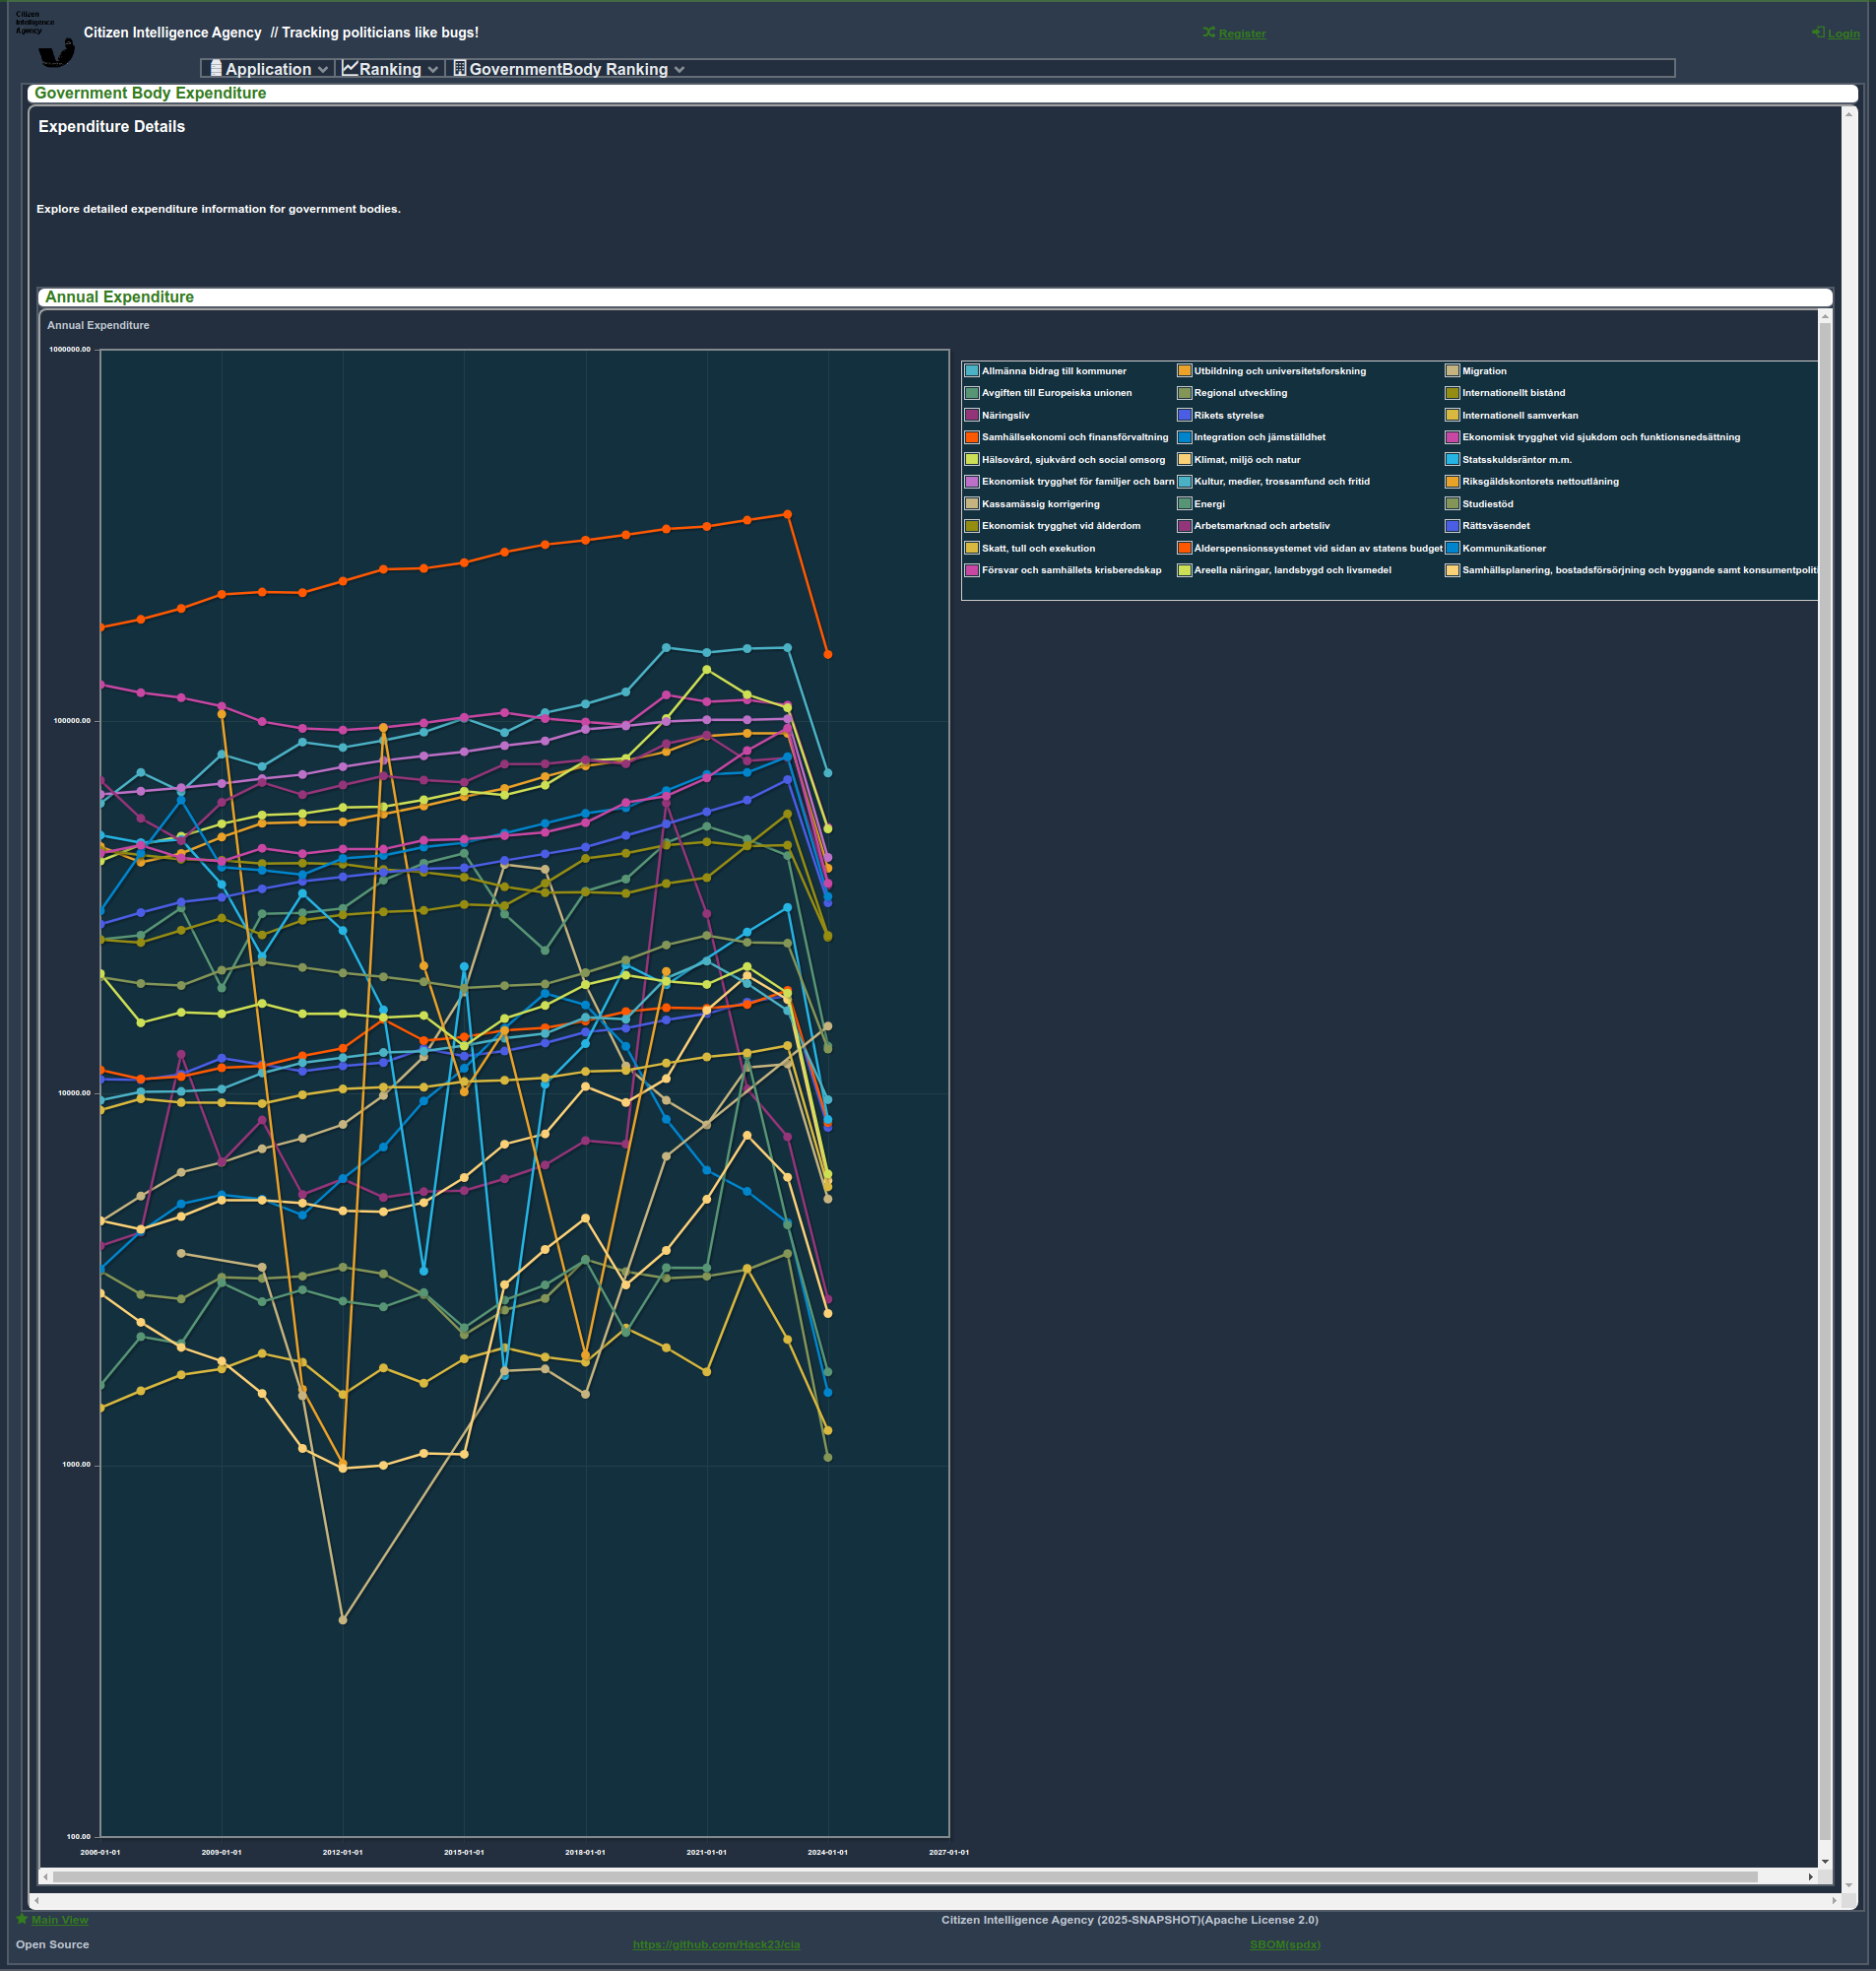 Citizen
Intelligence
Agency
Citizen Intelligence Agency // Tracking politicians like bugs!
Register
Login
Application
Ranking
GovernmentBody Ranking
Government Body Expenditure
Expenditure Details
Explore detailed expenditure information for government bodies.
Annual Expenditure
Annual Expenditure
1000000.00
100000.00
10000.00
1000.00
100.00
2006-01-01
2009-01-01
2012-01-01
2015-01-01
2018-01-01
2021-01-01
2024-01-01
2027-01-01
Allmänna bidrag till kommuner
Utbildning och universitetsforskning
Migration
Avgiften till Europeiska unionen
Regional utveckling
Internationellt bistånd
Näringsliv
Rikets styrelse
Internationell samverkan
Samhällsekonomi och finansförvaltning
Integration och jämställdhet
Ekonomisk trygghet vid sjukdom och funktionsnedsättning
Hälsovård, sjukvård och social omsorg
Klimat, miljö och natur
Statsskuldsräntor m.m.
Ekonomisk trygghet för familjer och barn
Kultur, medier, trossamfund och fritid
Riksgäldskontorets nettoutlåning
Kassamässig korrigering
Energi
Studiestöd
Ekonomisk trygghet vid ålderdom
Arbetsmarknad och arbetsliv
Rättsväsendet
Skatt, tull och exekution
Ålderspensionssystemet vid sidan av statens budget
Kommunikationer
Försvar och samhällets krisberedskap
Areella näringar, landsbygd och livsmedel
Samhällsplanering, bostadsförsörjning och byggande samt konsumentpoliti
Main View
Citizen Intelligence Agency (2025-SNAPSHOT)(Apache License 2.0)
Open Source
https://github.com/Hack23/cia
SBOM(spdx)